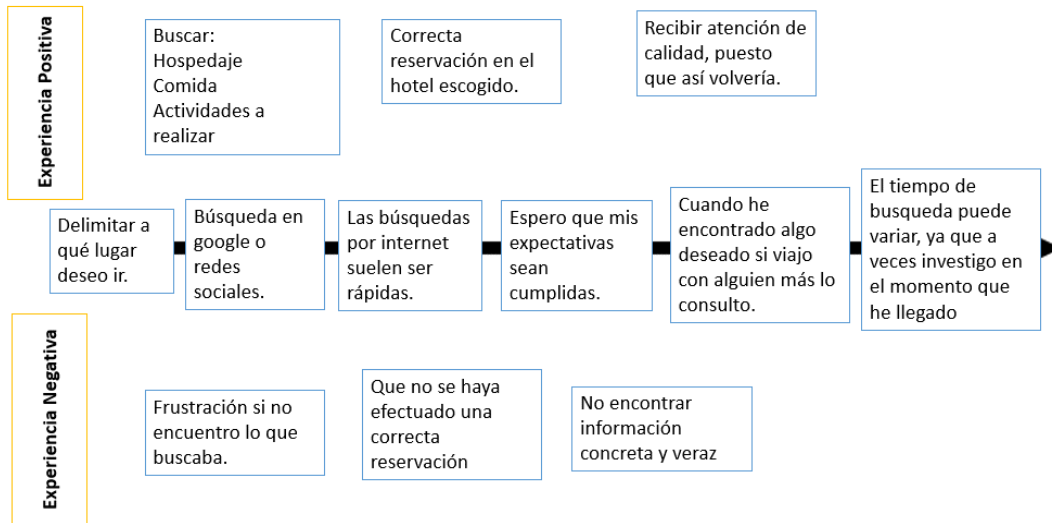 Experiencia Positiva
Buscar:
Hospedaje
Comida
Actividades a
realizar
Correcta
reservación en el
hotel escogido.
Recibir atención de
calidad, puesto
que así volvería.
Delimitar a
qué lugar
deseo ir.
Búsqueda en
google o
redes
sociales.
Las búsquedas
por internet
suelen ser
rápidas.
Espero que mis
expectativas
sean
cumplidas.
Cuando he
encontrado algo
deseado si viajo
con alguien más lo
consulto.
El tiempo de
busqueda puede
variar, ya que a
veces investigo en
el momento que
he llegado
Experiencia Negativa
Frustración si no
encuentro lo que
buscaba.
Que no se haya
efectuado una
correcta
reservación
No encontrar
información
concreta y veraz